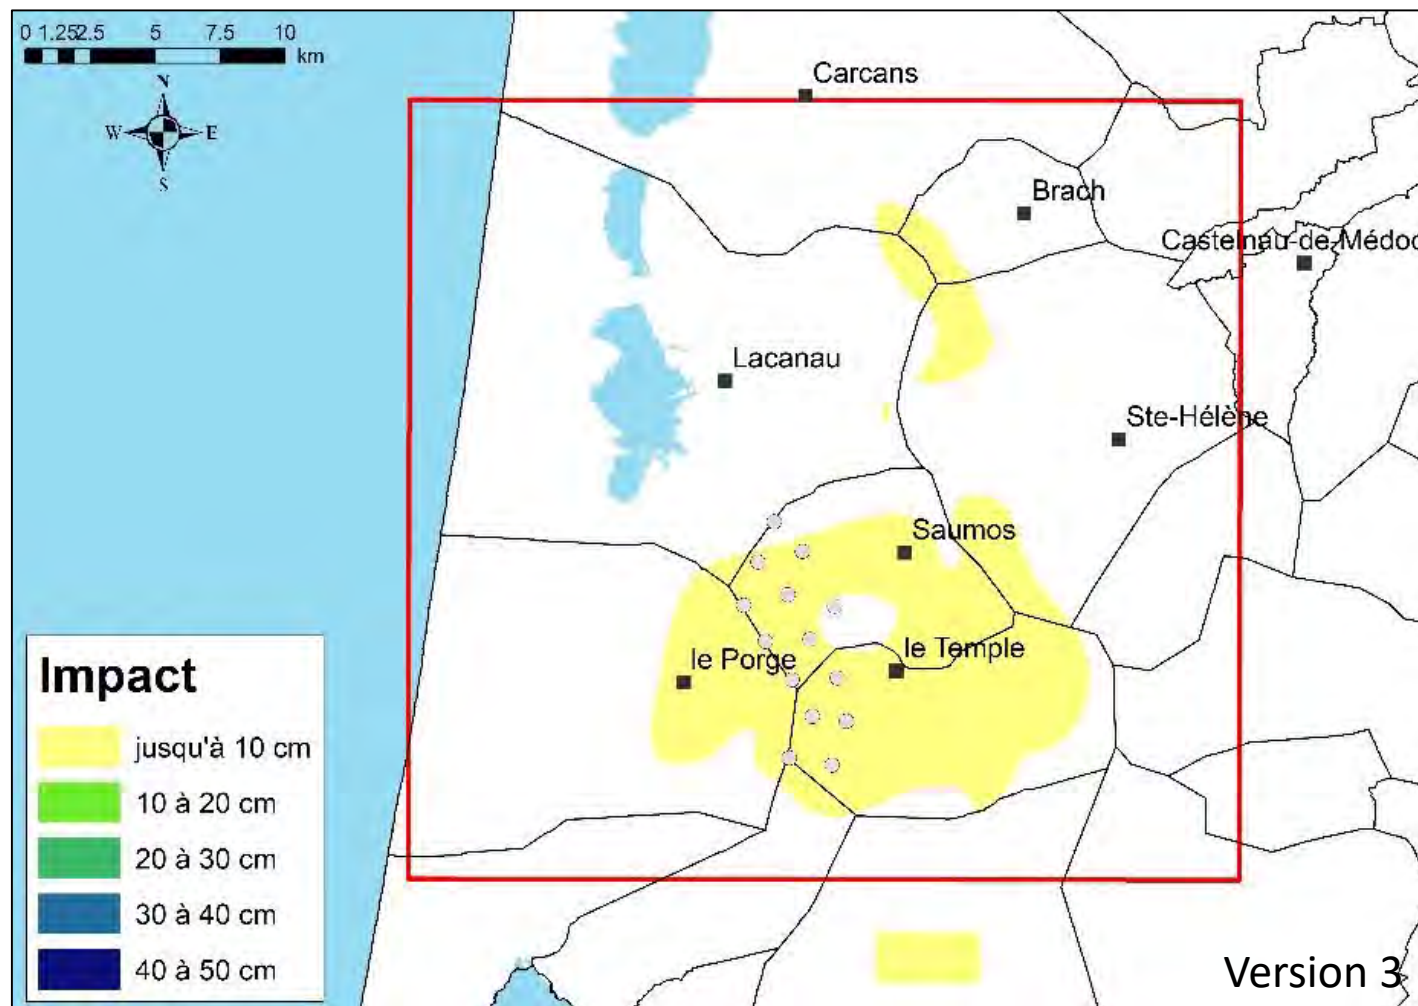 0 1.252.5 5 7.5 10
km
N
W E
S
Carcans
Brach
Castelnau-de-Médoc
Lacanau
Ste-Hélène
Saumos
le Temple
le Porge
Impact
jusqu'à 10 cm
10 à 20 cm
20 à 30 cm
30 à 40 cm
40 à 50 cm
Version 3